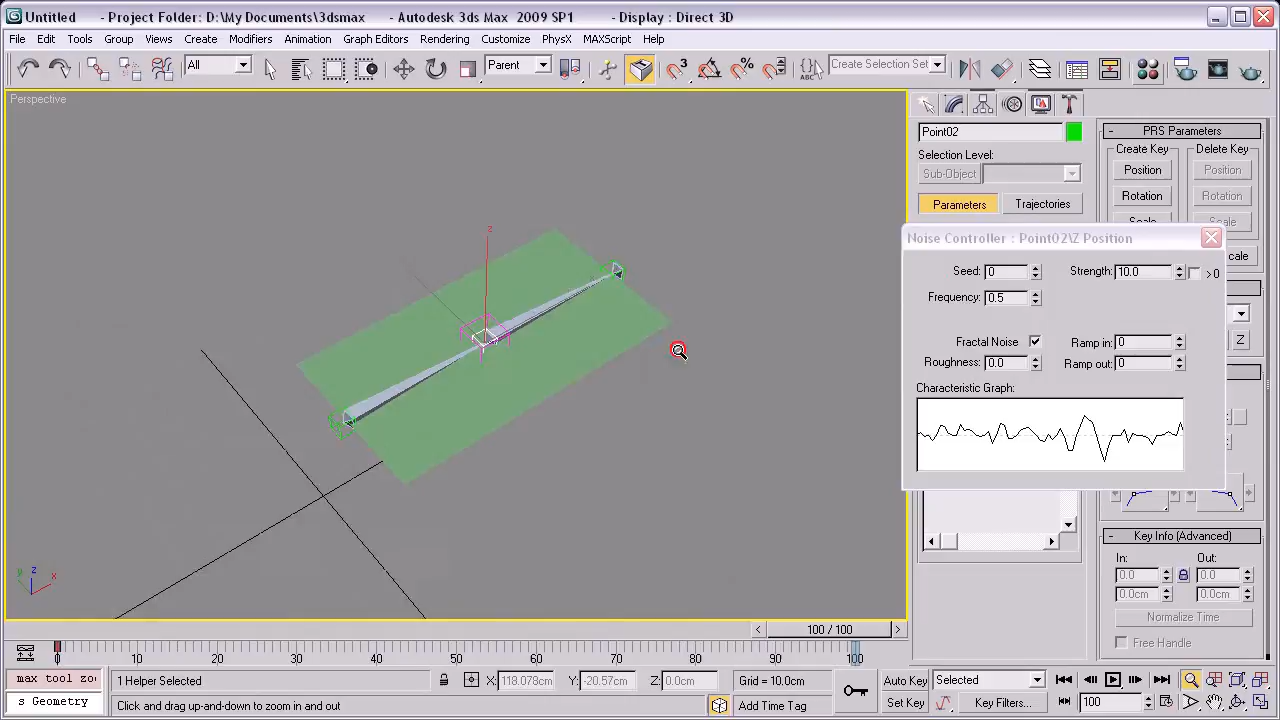 Untitled - Project Folder: D:\My Documents\3dsmax - Autodesk 3ds Max 2009 SP1 - Display : Direct 3D
File Edit Tools Group Views Create Modifiers Animation Graph Editors Rendering Customize PhysX MAXScript Help
All Parent Create Selection Set
Perspective
Point02
Selection Level:
Sub-Object
Parameters Trajectories
- PRS Parameters
Create Key Delete Key
Position Position
Rotation Rotation
Scale Scale
Noise Controller : Point02\Z Position
Seed: 0 Strength: 10.0 >0
Frequency: 0.5
Fractal Noise Ramp in: 0
Roughness: 0.0 Ramp out: 0
Characteristic Graph:
cale
Z
z
- Key Info (Advanced)
In: Out:
0.0 0.0
0.0cm 0.0cm
Normalize Time
Free Handle
y z x
< 100 / 100 >
0 10 20 30 40 50 60 70 80 90 100
max tool zoo 1 Helper Selected X: 118.078cm Y: -20.57cm Z: 0.0cm Grid = 10.0cm Auto Key Selected
s Geometry Click and drag up-and-down to zoom in and out Add Time Tag Set Key Key Filters... 100